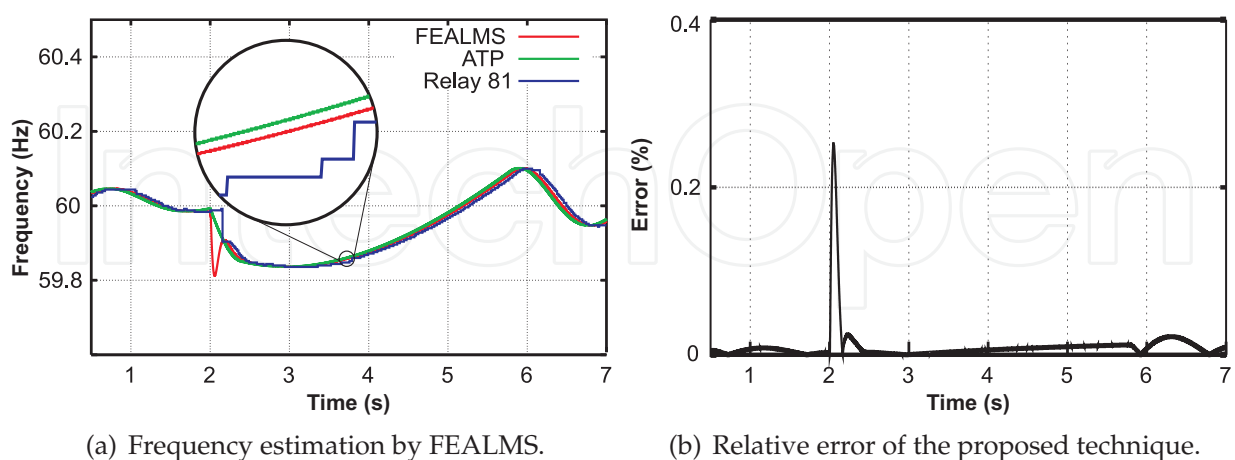 FEALMS
ATP
Relay 81
60.4
60.2
60
59.8
Frequency (Hz)
1 2 3 4 5 6 7
Time (s)
(a) Frequency estimation by FEALMS.
0.4
0.2
0
Error (%)
1 2 3 4 5 6 7
Time (s)
(b) Relative error of the proposed technique.
InTechOpen